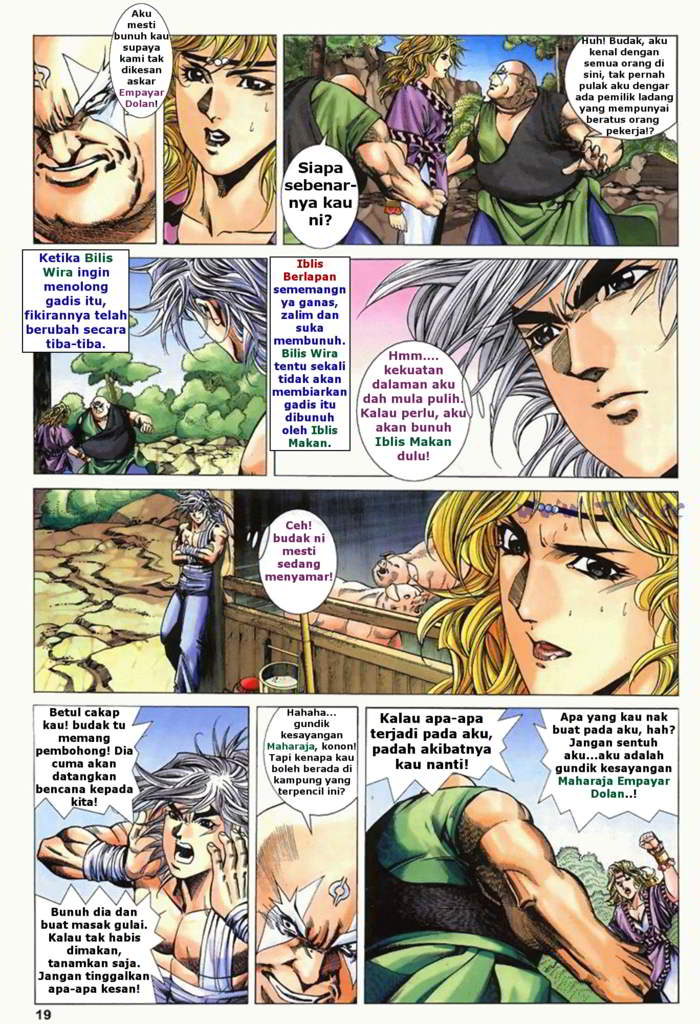 Aku
mesti
bunuh kau
supaya
kami tak
dikesan
askar
Empayar
Dolan!
Huh! Budak, aku
kenal dengan
semua orang di
sini, tak pernah
pulak aku dengar
ada pemilik ladang
yang mempunyai
beratus orang
pekerja!?
Siapa
sebenar-
nya kau
ni?
Ketika Bilis
Wira ingin
menolong
gadis itu,
fikirannya telah
berubah secara
tiba-tiba.
Iblis
Berlapan
sememangn
ya ganas,
zalim dan
suka
membunuh.
Bilis Wira
tentu sekali
tidak akan
membiarkan
gadis itu
dibunuh
oleh Iblis
Makan.
Hmm....
kekuatan
dalaman aku
dah mula pulih.
Kalau perlu, aku
akan bunuh
Iblis Makan
dulu!
Ceh!
budak ni
mesti
sedang
menyamar!
Betul cakap
kau! budak tu
memang
pembohong! Dia
cuma akan
datangkan
bencana kepada
kita!
Bunuh dia dan
buat masak gulai.
Kalau tak habis
dimakan,
tanamkan saja.
Jangan tinggalkan
apa-apa kesan!
Hahaha...
gundik
kesayangan
Maharaja, konon!
Tapi kenapa kau
boleh berada di
kampung yang
terpencil ini?
Kalau apa-apa
terjadi pada aku,
padah akibatnya
kau nanti!
Apa yang kau nak
buat pada aku, hah?
Jangan sentuh
aku...aku adalah
gundik kesayangan
Maharaja Empayar
Dolan..!
19